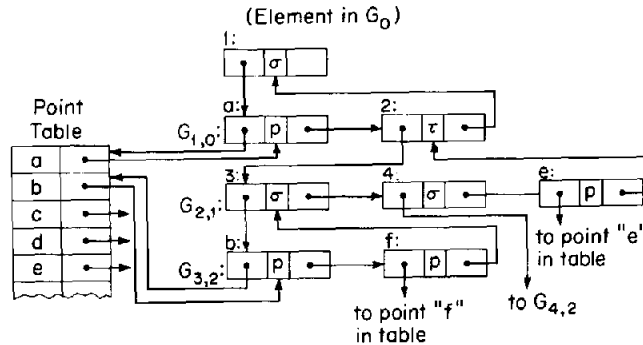 (Element in G0)
1:
σ
Point
Table
a:
2:
G1,0:
p
τ
a
b
c
d
e
3:
4:
e:
G2,1:
σ
σ
p
b:
f:
G3,2:
p
p
to point "e"
in table
to point "f"
in table
to G4,2